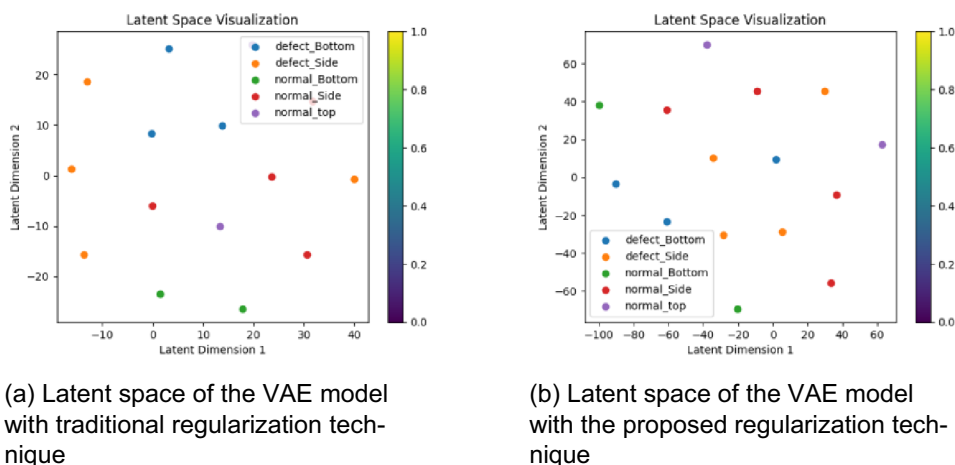 Latent Space Visualization
defect_Bottom
defect_Side
normal_Bottom
normal_Side
normal_top
20
10
0
−10
−20
Latent Dimension 2
−10
0
10
20
30
40
Latent Dimension 1
1.0
0.8
0.6
0.4
0.2
0.0
(a) Latent space of the VAE model
with traditional regularization tech-
nique
Latent Space Visualization
defect_Bottom
defect_Side
normal_Bottom
normal_Side
normal_top
60
40
20
0
−20
−40
−60
Latent Dimension 2
−100
−80
−60
−40
−20
0
20
40
60
Latent Dimension 1
1.0
0.8
0.6
0.4
0.2
0.0
(b) Latent space of the VAE model
with the proposed regularization tech-
nique